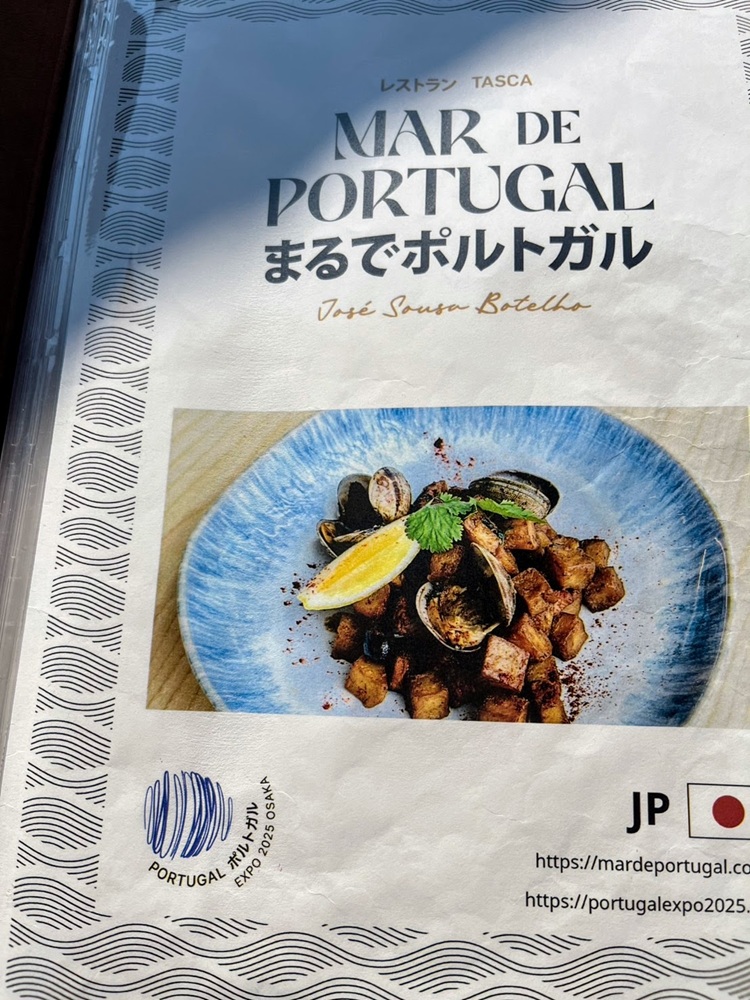 レストラン TASCA
MAR DE
PORTUGAL
まるでポルトガル
José Sousa Botelho
PORTUGAL ポルトガル
EXPO 2025 OSAKA
JP
https://mardeportugal.co
https://portugalexpo2025.